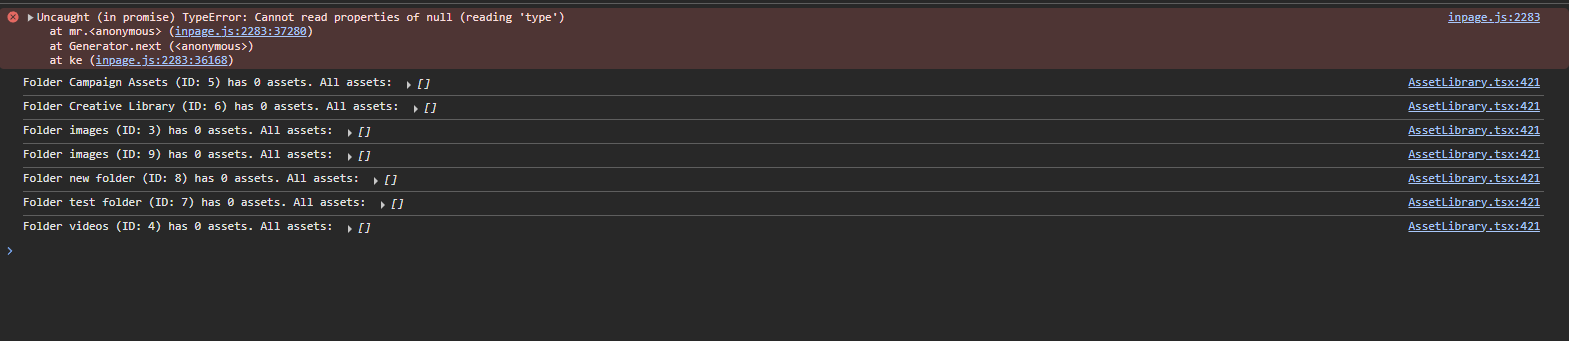 Uncaught (in promise) TypeError: Cannot read properties of null (reading 'type') inpage.js:2283
at mr.<anonymous> (inpage.js:2283:37280)
at Generator.next (<anonymous>)
at ke (inpage.js:2283:36168)
Folder Campaign Assets (ID: 5) has 0 assets. All assets: [] AssetLibrary.tsx:421
Folder Creative Library (ID: 6) has 0 assets. All assets: [] AssetLibrary.tsx:421
Folder images (ID: 3) has 0 assets. All assets: [] AssetLibrary.tsx:421
Folder images (ID: 9) has 0 assets. All assets: [] AssetLibrary.tsx:421
Folder new folder (ID: 8) has 0 assets. All assets: [] AssetLibrary.tsx:421
Folder test folder (ID: 7) has 0 assets. All assets: [] AssetLibrary.tsx:421
Folder videos (ID: 4) has 0 assets. All assets: [] AssetLibrary.tsx:421